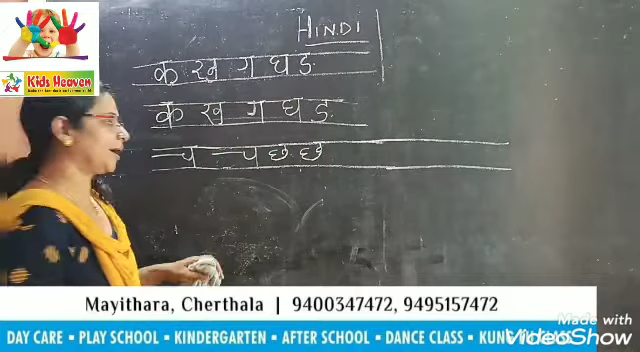 HINDI
क ख ग घ ङ
Kids Heaven
क ख ग घ ङ
च च छ छ
Mayithara, Cherthala | 9400347472, 9495157472
DAY CARE ▪ PLAY SCHOOL ▪ KINDERGARTEN ▪ AFTER SCHOOL ▪ DANCE CLASS ▪
Made with
VideoShow